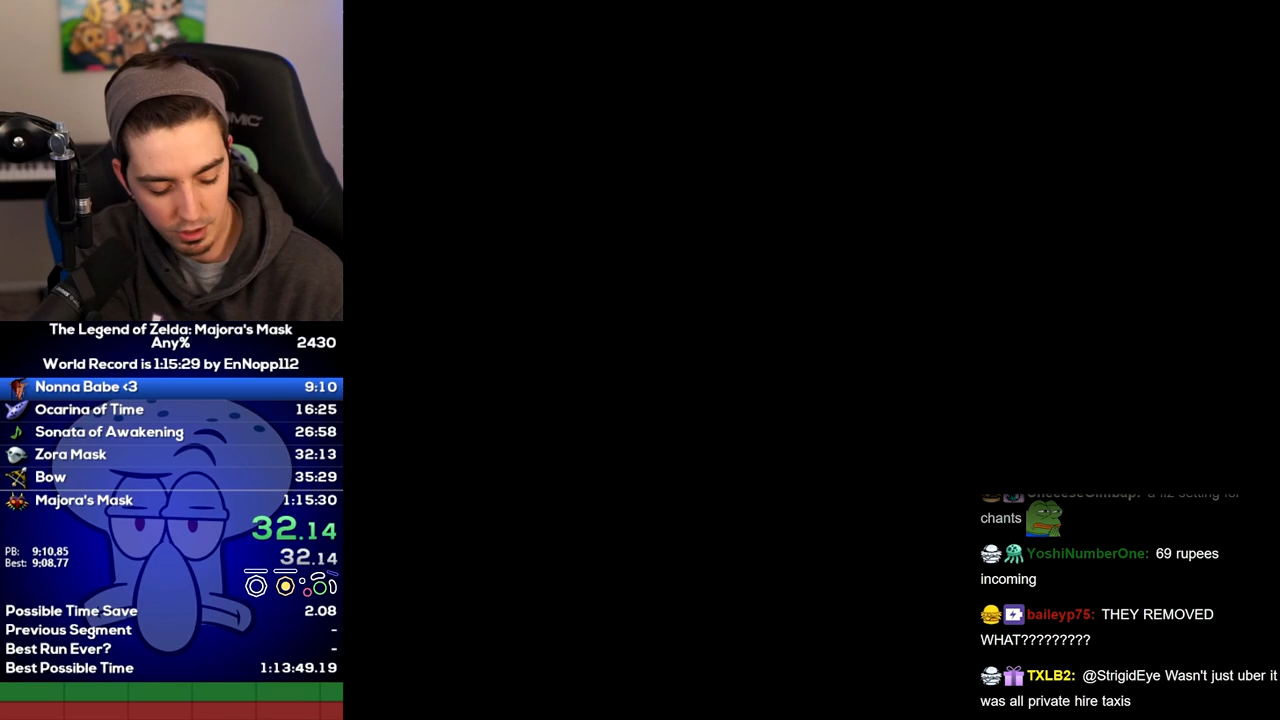 The Legend of Zelda: Majora's Mask
Any%
2430
World Record is 1:15:29 by EnNopp112
Nonna Babe <3 9:10
Ocarina of Time 16:25
Sonata of Awakening 26:58
Zora Mask 32:13
Bow 35:29
Majora's Mask 1:15:30
32.14
PB: 9:10.85
32.14
Best: 9:08.77
Possible Time Save 2.08
Previous Segment -
Best Run Ever? -
Best Possible Time 1:13:49.19
chants
YoshiNumberOne: 69 rupees
incoming
baileyp75: THEY REMOVED
WHAT?????????
TXLB2: @StrigidEye Wasn't just uber it
was all private hire taxis